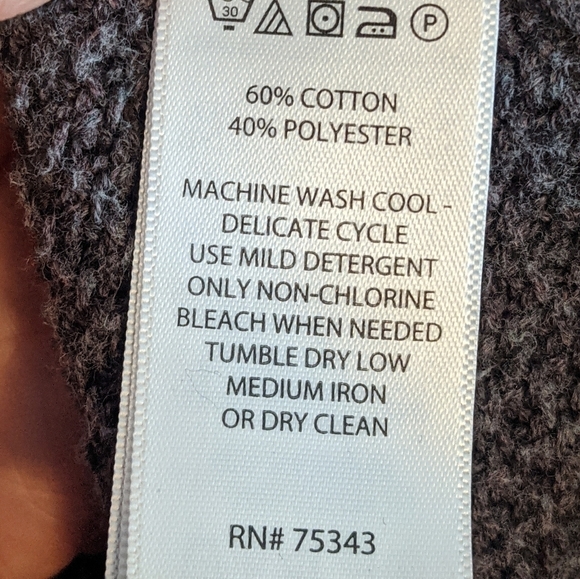 30 P
60% COTTON
40% POLYESTER
MACHINE WASH COOL -
DELICATE CYCLE
USE MILD DETERGENT
ONLY NON-CHLORINE
BLEACH WHEN NEEDED
TUMBLE DRY LOW
MEDIUM IRON
OR DRY CLEAN
RN# 75343